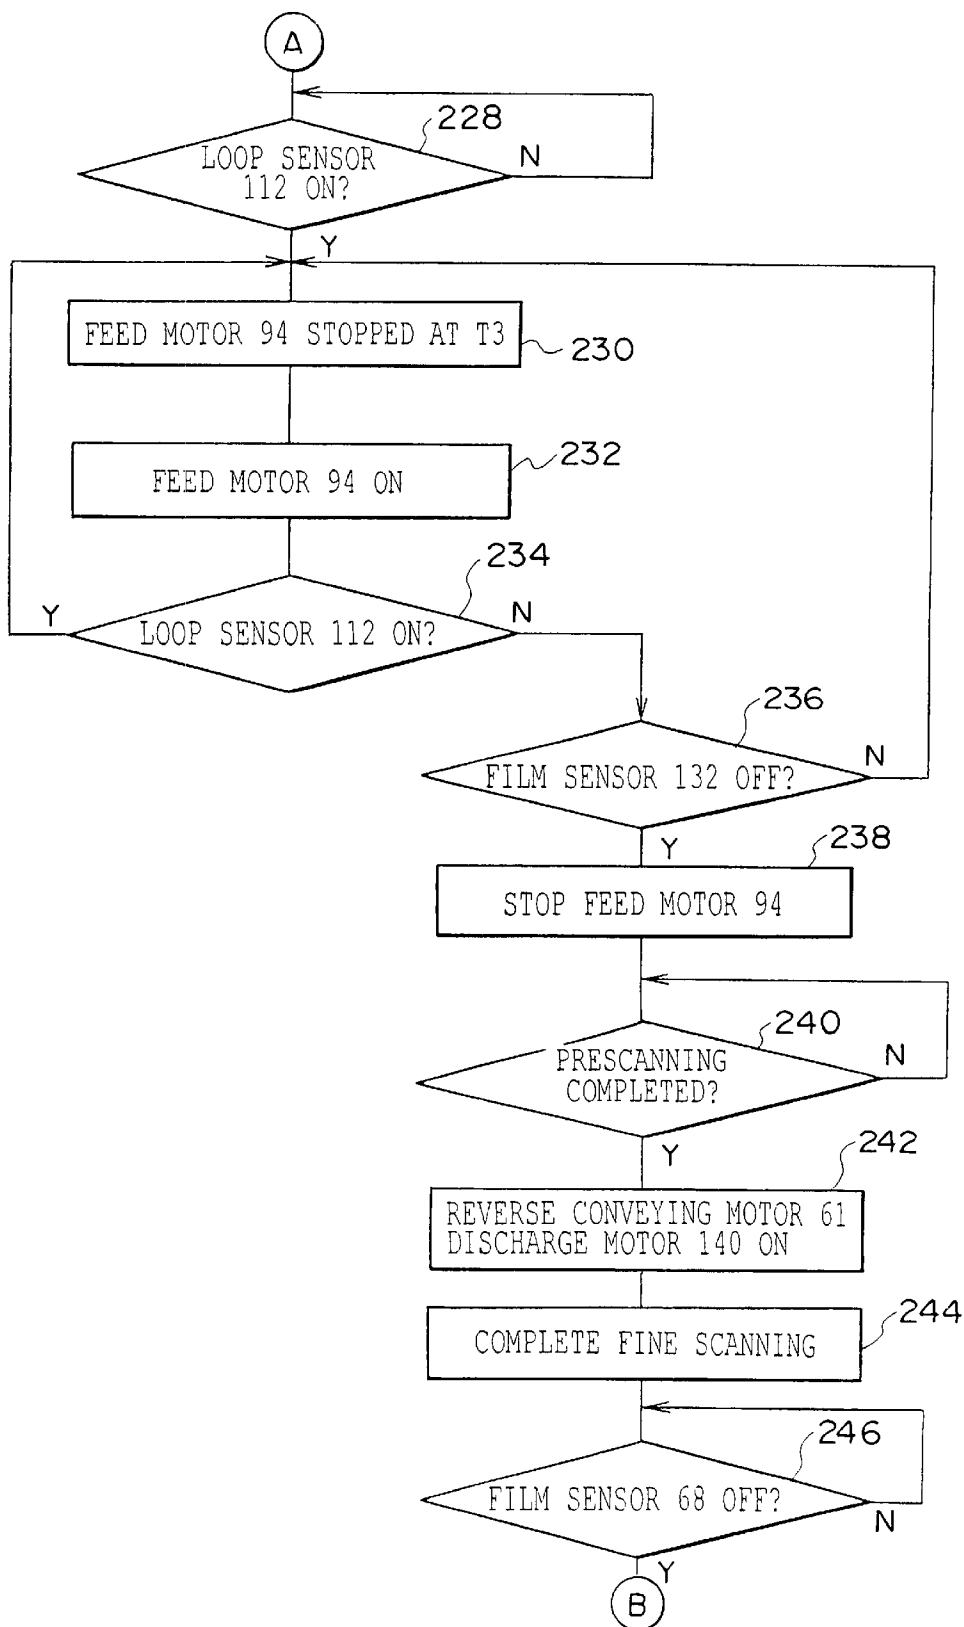 A
228
LOOP SENSOR
112 ON?
N
Y
FEED MOTOR 94 STOPPED AT T3
230
232
FEED MOTOR 94 ON
234
Y
N
LOOP SENSOR 112 ON?
236
N
FILM SENSOR 132 OFF?
Y
238
STOP FEED MOTOR 94
240
N
PRESCANNING
COMPLETED?
Y
242
REVERSE CONVEYING MOTOR 61
DISCHARGE MOTOR 140 ON
244
COMPLETE FINE SCANNING
246
FILM SENSOR 68 OFF?
N
Y
B